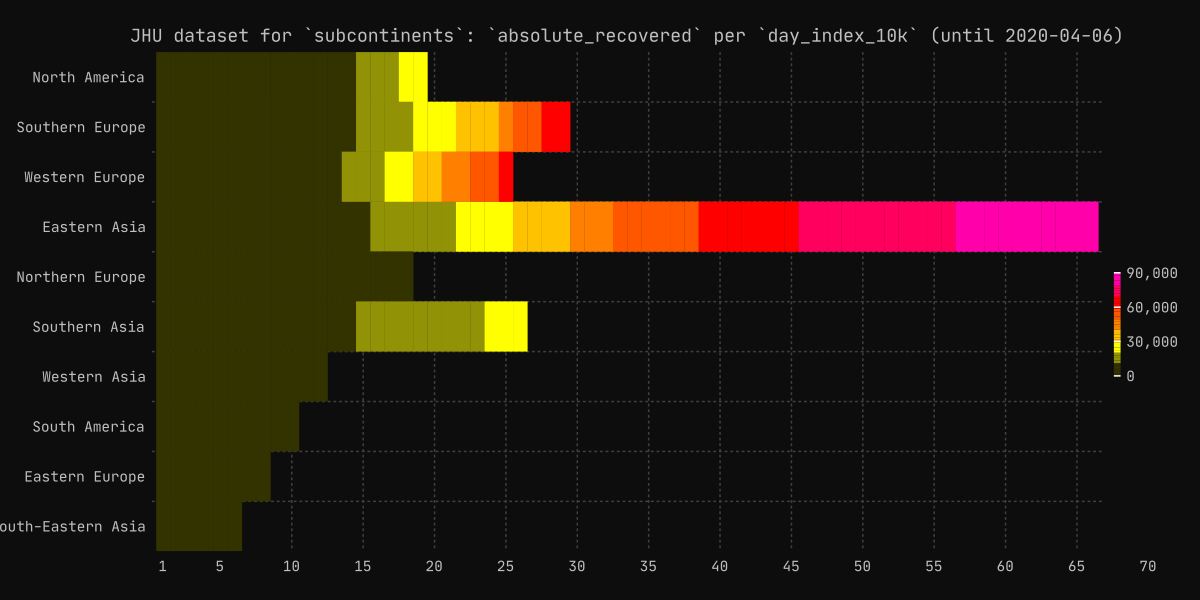 JHU dataset for `subcontinents`: `absolute_recovered` per `day_index_10k` (until 2020-04-06)
North America
Southern Europe
Western Europe
Eastern Asia
Northern Europe
Southern Asia
Western Asia
South America
Eastern Europe
outh-Eastern Asia
90,000
60,000
30,000
0
1 5 10 15 20 25 30 35 40 45 50 55 60 65 70